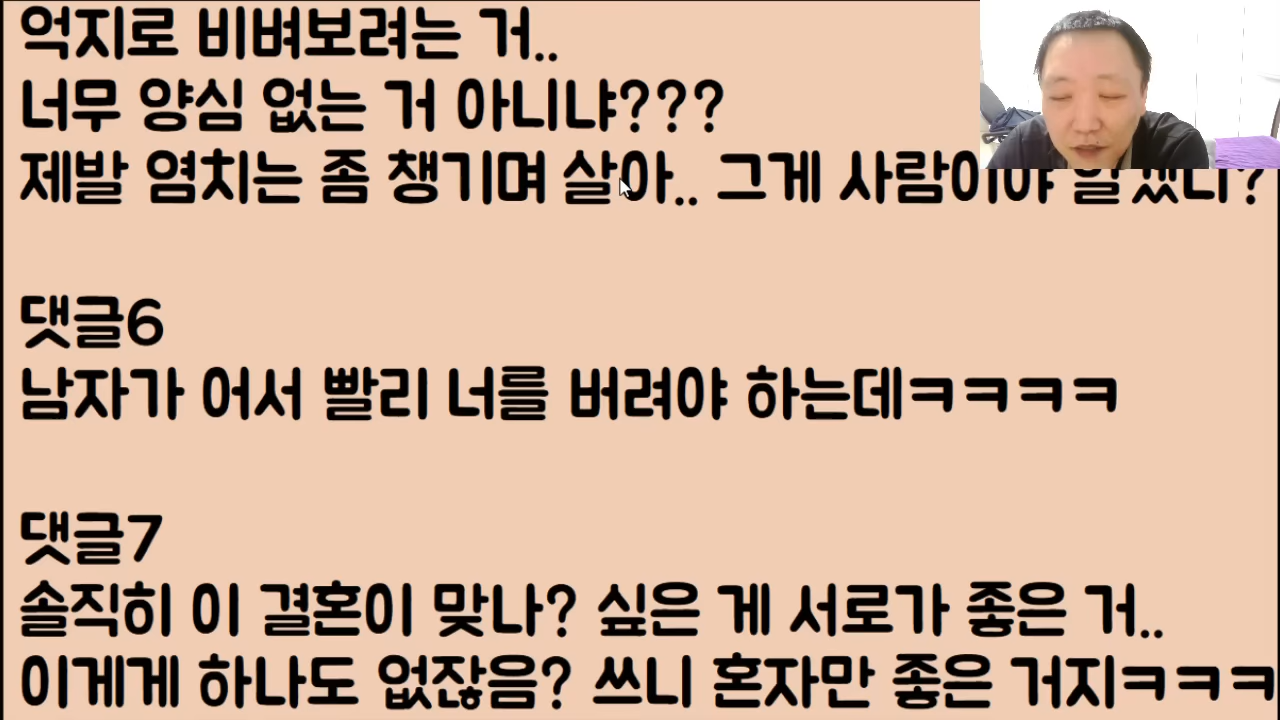 억지로 비벼보려는 거..
너무 양심 없는 거 아니냐???
제발 염치는 좀 챙기며 살아.. 그게 사람이야
댓글6
남자가 어서 빨리 너를 버려야 하는데ㅋㅋㅋㅋ
댓글7
솔직히 이 결혼이 맞나? 싶은 게 서로가 좋은 거..
이게게 하나도 없잖음? 쓰니 혼자만 좋은 거지ㅋㅋㅋ